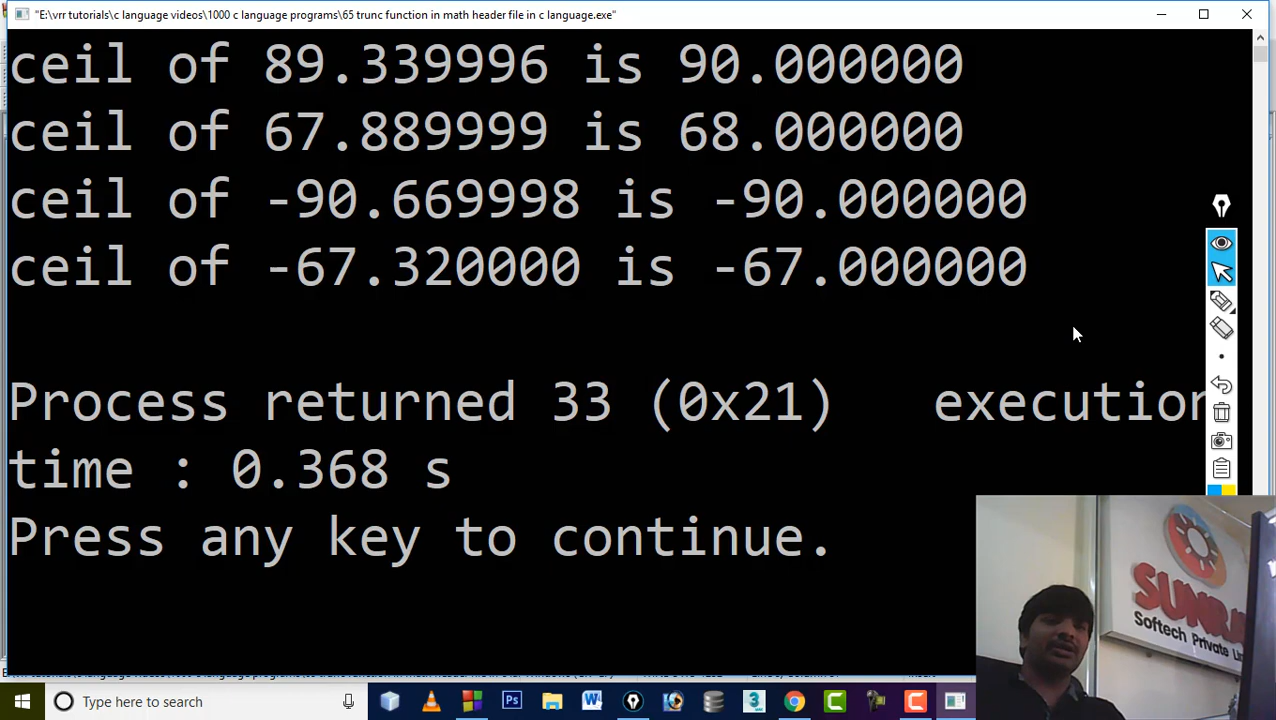 "E:\vrr tutorials\c language videos\1000 c language programs\65 trunc function in math header file in c language.exe"
ceil of 89.339996 is 90.000000
ceil of 67.889999 is 68.000000
ceil of -90.669998 is -90.000000
ceil of -67.320000 is -67.000000
Process returned 33 (0x21)   execution
time : 0.368 s
Press any key to continue.
Softech Private
Type here to search
Ps
W
3
C
C